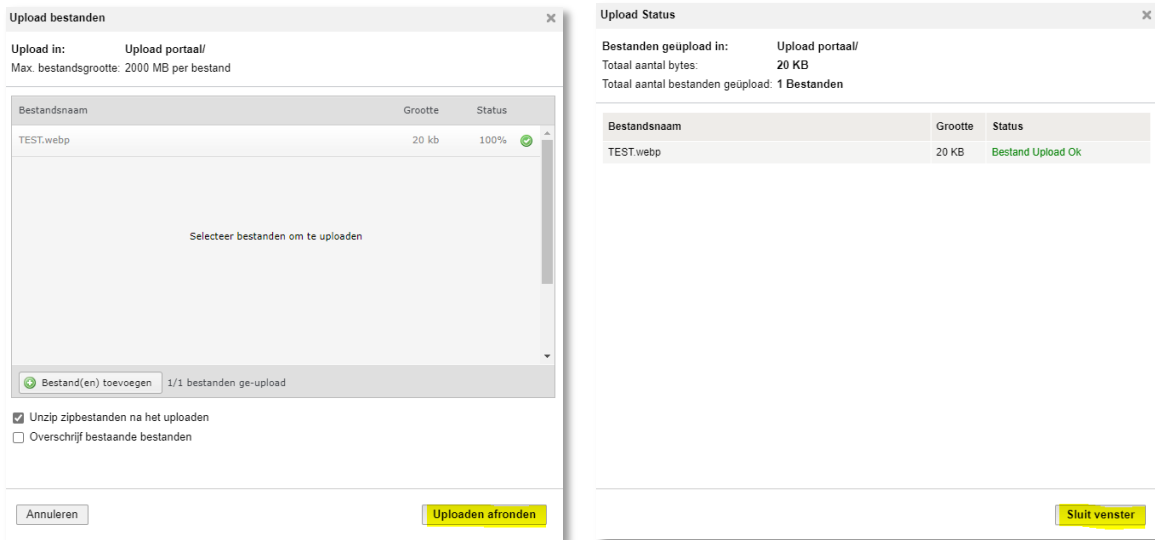 Upload bestanden
Upload in: Upload portaal/
Max. bestandsgrootte: 2000 MB per bestand
Bestandsnaam Grootte Status
TEST.webp 20 kb 100%
Selecteer bestanden om te uploaden
Bestand(en) toevoegen 1/1 bestanden ge-upload
Unzip zipbestanden na het uploaden
Overschrijf bestaande bestanden
Annuleren Uploaden afronden
Upload Status
Bestanden geüpload in: Upload portaal/
Totaal aantal bytes: 20 KB
Totaal aantal bestanden geüpload: 1 Bestanden
Bestandsnaam Grootte Status
TEST.webp 20 KB Bestand Upload Ok
Sluit venster